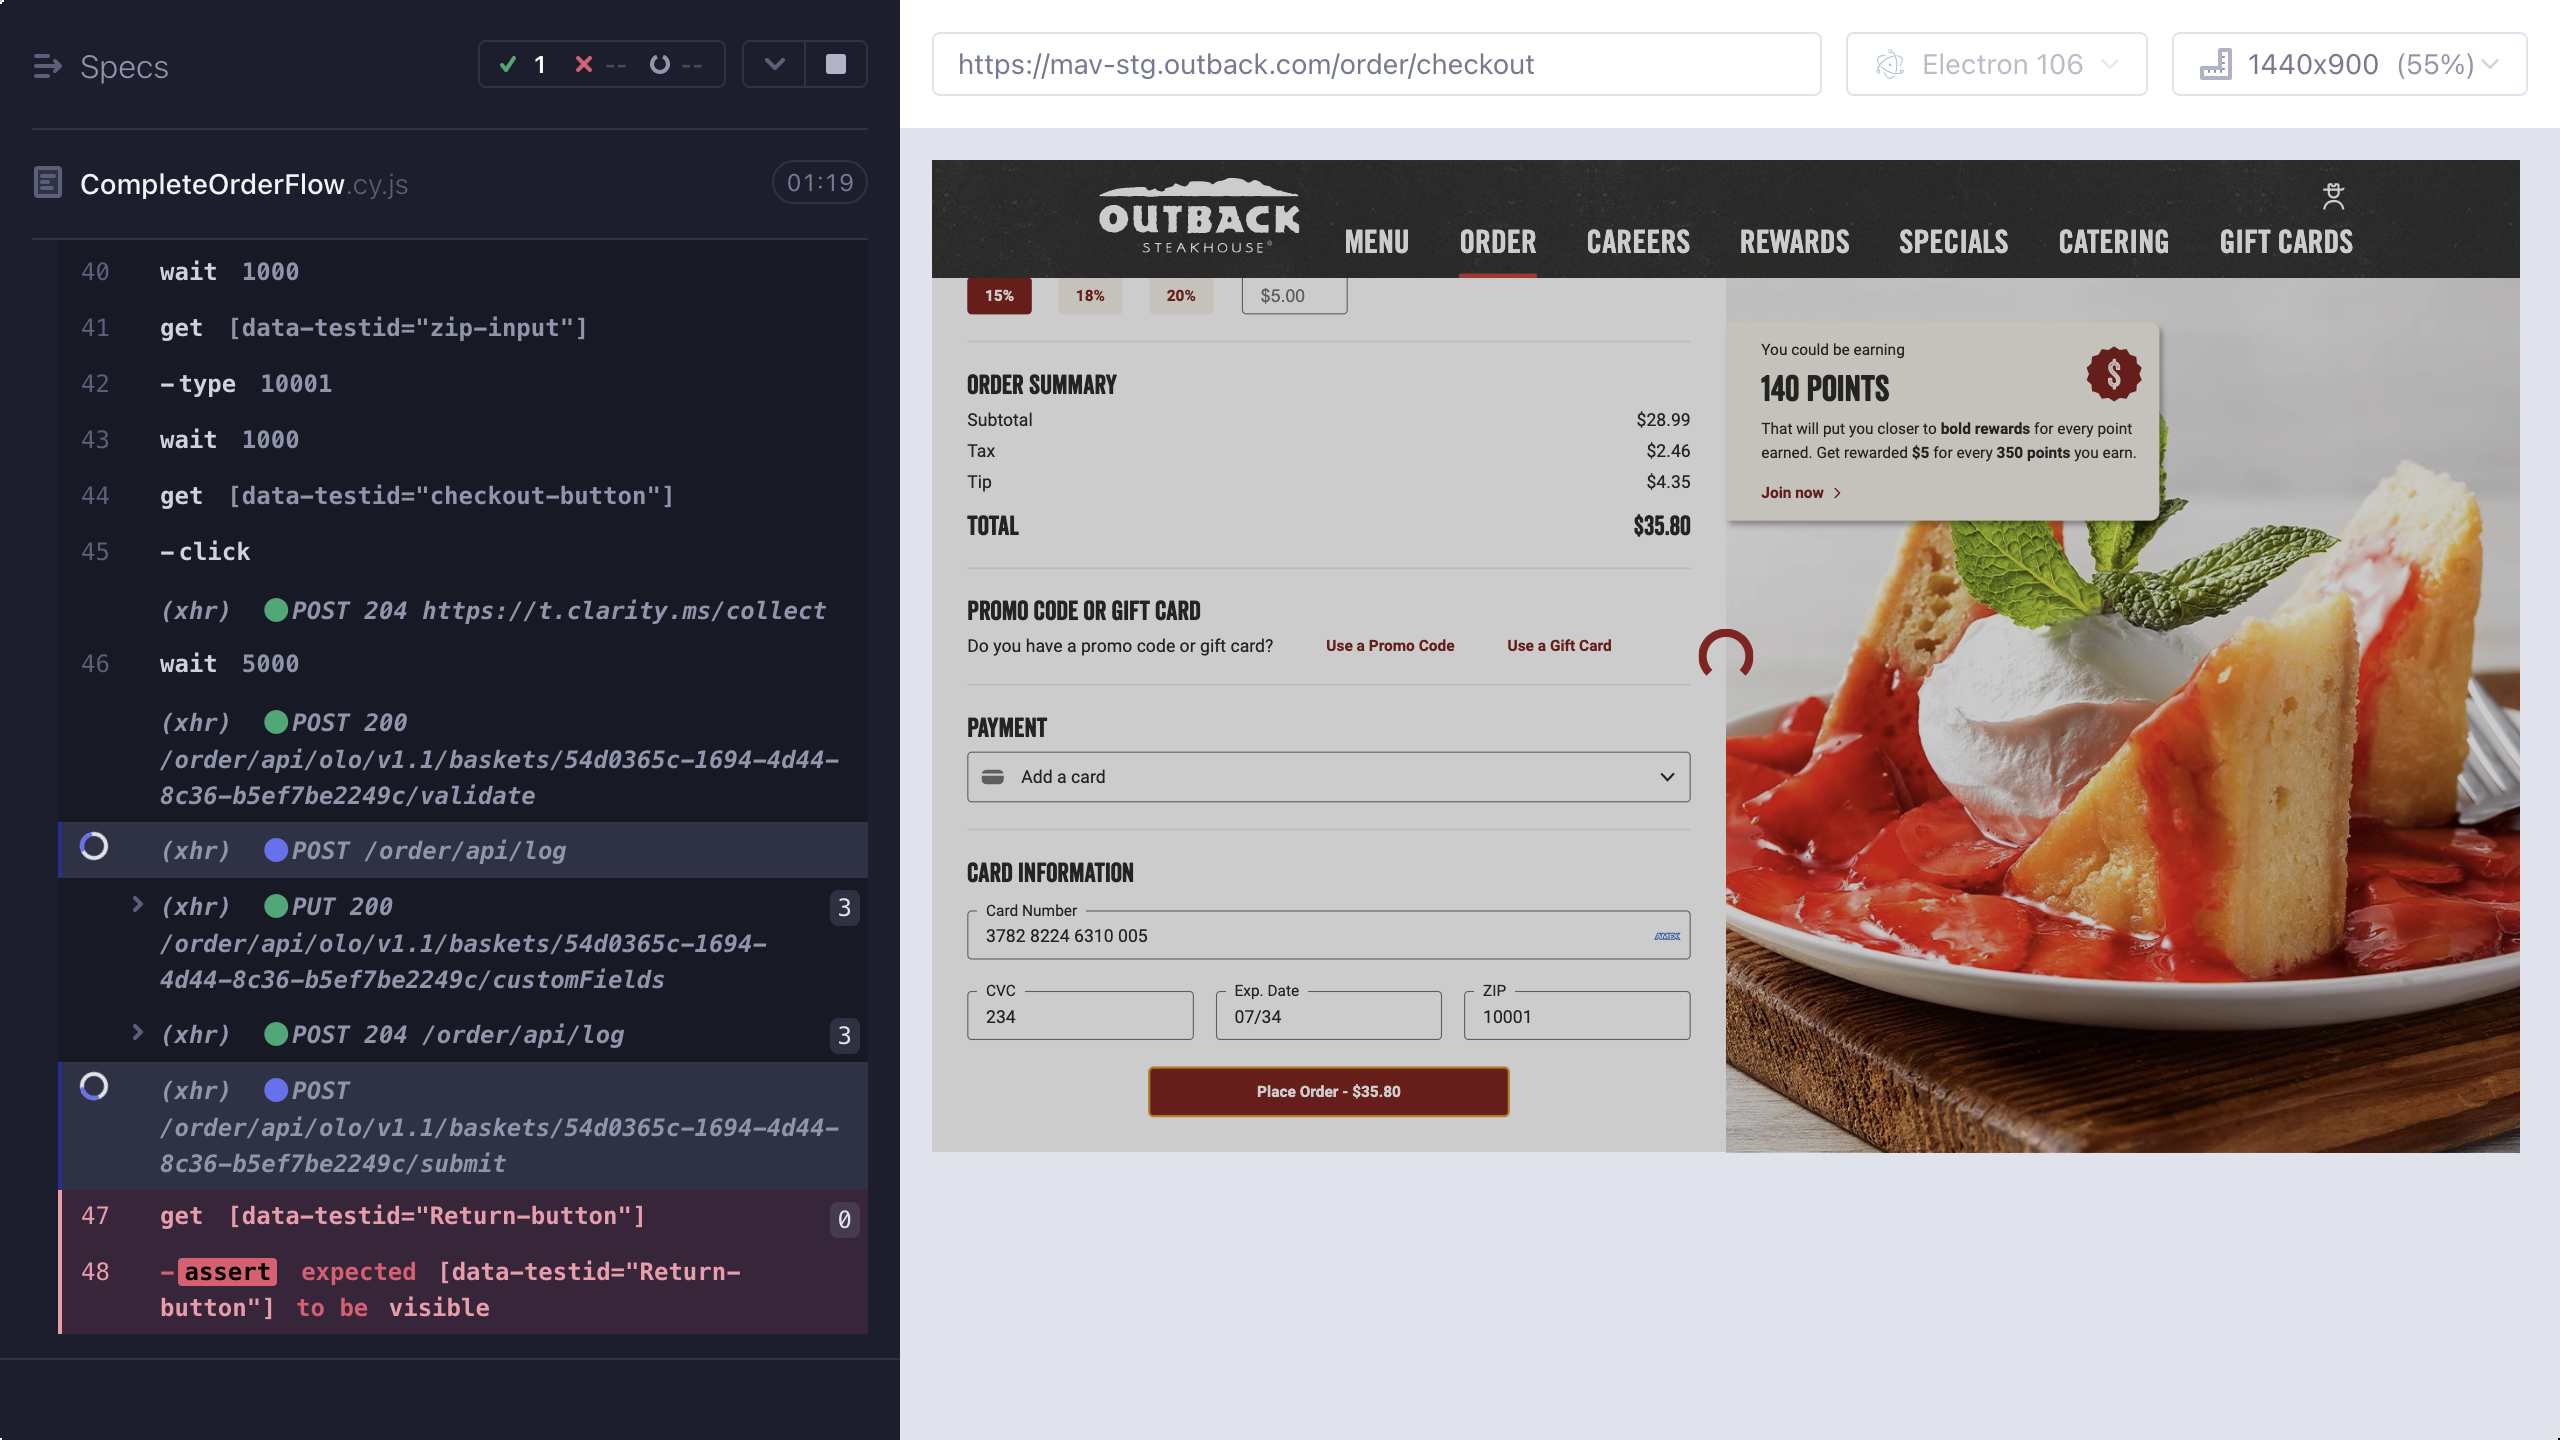 Specs
1
--
--
CompleteOrderFlow.cy.js
01:19
40 wait 1000
41 get [data-testid="zip-input"]
42 -type 10001
43 wait 1000
44 get [data-testid="checkout-button"]
45 -click
(xhr) POST 204 https://t.clarity.ms/collect
46 wait 5000
(xhr) POST 200
/order/api/olo/v1.1/baskets/54d0365c-1694-4d44-
8c36-b5ef7be2249c/validate
(xhr) POST /order/api/log
(xhr) PUT 200 3
/order/api/olo/v1.1/baskets/54d0365c-1694-
4d44-8c36-b5ef7be2249c/customFields
(xhr) POST 204 /order/api/log 3
(xhr) POST
/order/api/olo/v1.1/baskets/54d0365c-1694-4d44-
8c36-b5ef7be2249c/submit
47 get [data-testid="Return-button"] 0
48 -assert expected [data-testid="Return-
button"] to be visible
https://mav-stg.outback.com/order/checkout
Electron 106
1440x900 (55%)
OUTBACK
STEAKHOUSE®
MENU ORDER CAREERS REWARDS SPECIALS CATERING GIFT CARDS
15% 18% 20% $5.00
ORDER SUMMARY
Subtotal $28.99
Tax $2.46
Tip $4.35
TOTAL $35.80
PROMO CODE OR GIFT CARD
Do you have a promo code or gift card? Use a Promo Code Use a Gift Card
PAYMENT
Add a card
CARD INFORMATION
Card Number
3782 8224 6310 005
AMEX
CVC Exp. Date ZIP
234 07/34 10001
Place Order - $35.80
You could be earning
140 POINTS
$
That will put you closer to bold rewards for every point
earned. Get rewarded $5 for every 350 points you earn.
Join now